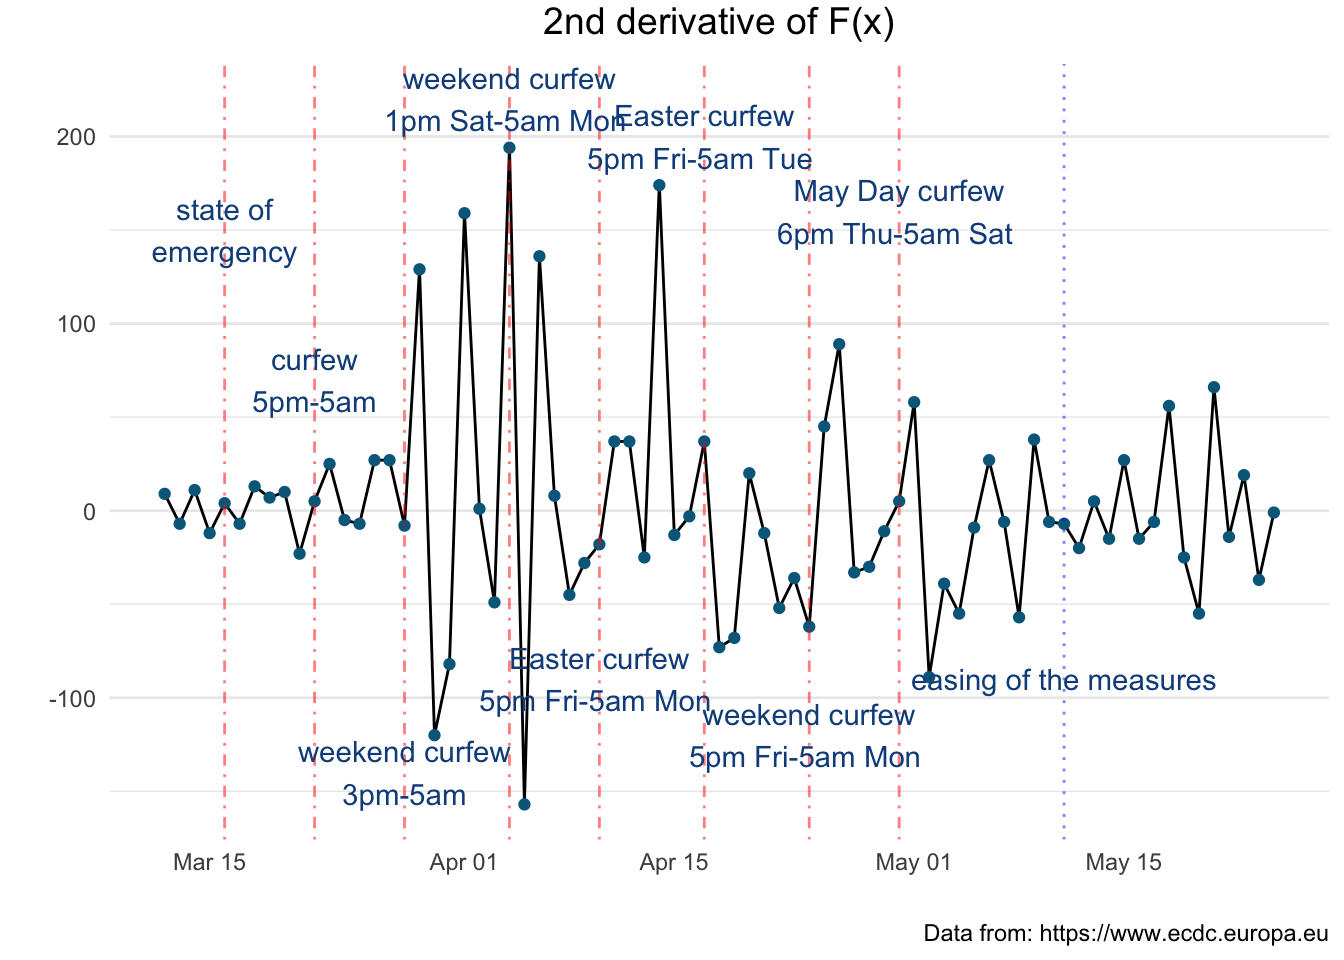 2nd derivative of F(x)
weekend curfew
1pm Sat-5am Mon
Easter curfew
5pm Fri-5am Tue
May Day curfew
6pm Thu-5am Sat
state of
emergency
curfew
5pm-5am
Easter curfew
5pm Fri-5am Mon
easing of the measures
weekend curfew
5pm Fri-5am Mon
weekend curfew
3pm-5am
200
100
0
-100
Mar 15
Apr 01
Apr 15
May 01
May 15
Data from: https://www.ecdc.europa.eu